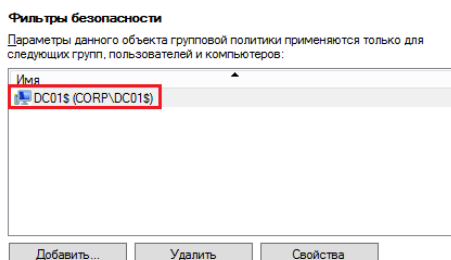 Фильтры безопасности
Параметры данного объекта групповой политики применяются только для
следующих групп, пользователей и компьютеров:
Имя
DC01$ (CORP\DC01$)
Добавить... Удалить Свойства